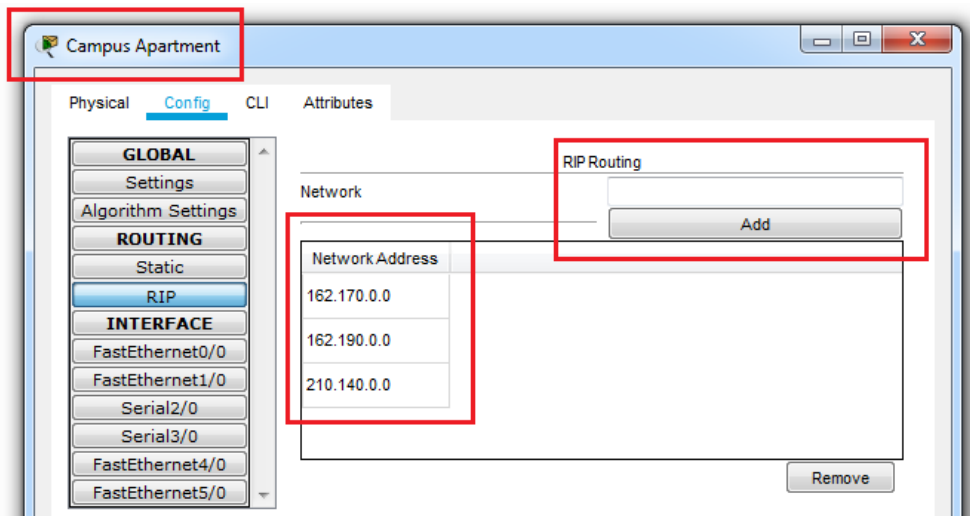 Campus Apartment
Physical Config CLI Attributes
GLOBAL
Settings
Algorithm Settings
ROUTING
Static
RIP
INTERFACE
FastEthernet0/0
FastEthernet1/0
Serial2/0
Serial3/0
FastEthernet4/0
FastEthernet5/0
RIP Routing
Network
Add
Network Address
162.170.0.0
162.190.0.0
210.140.0.0
Remove